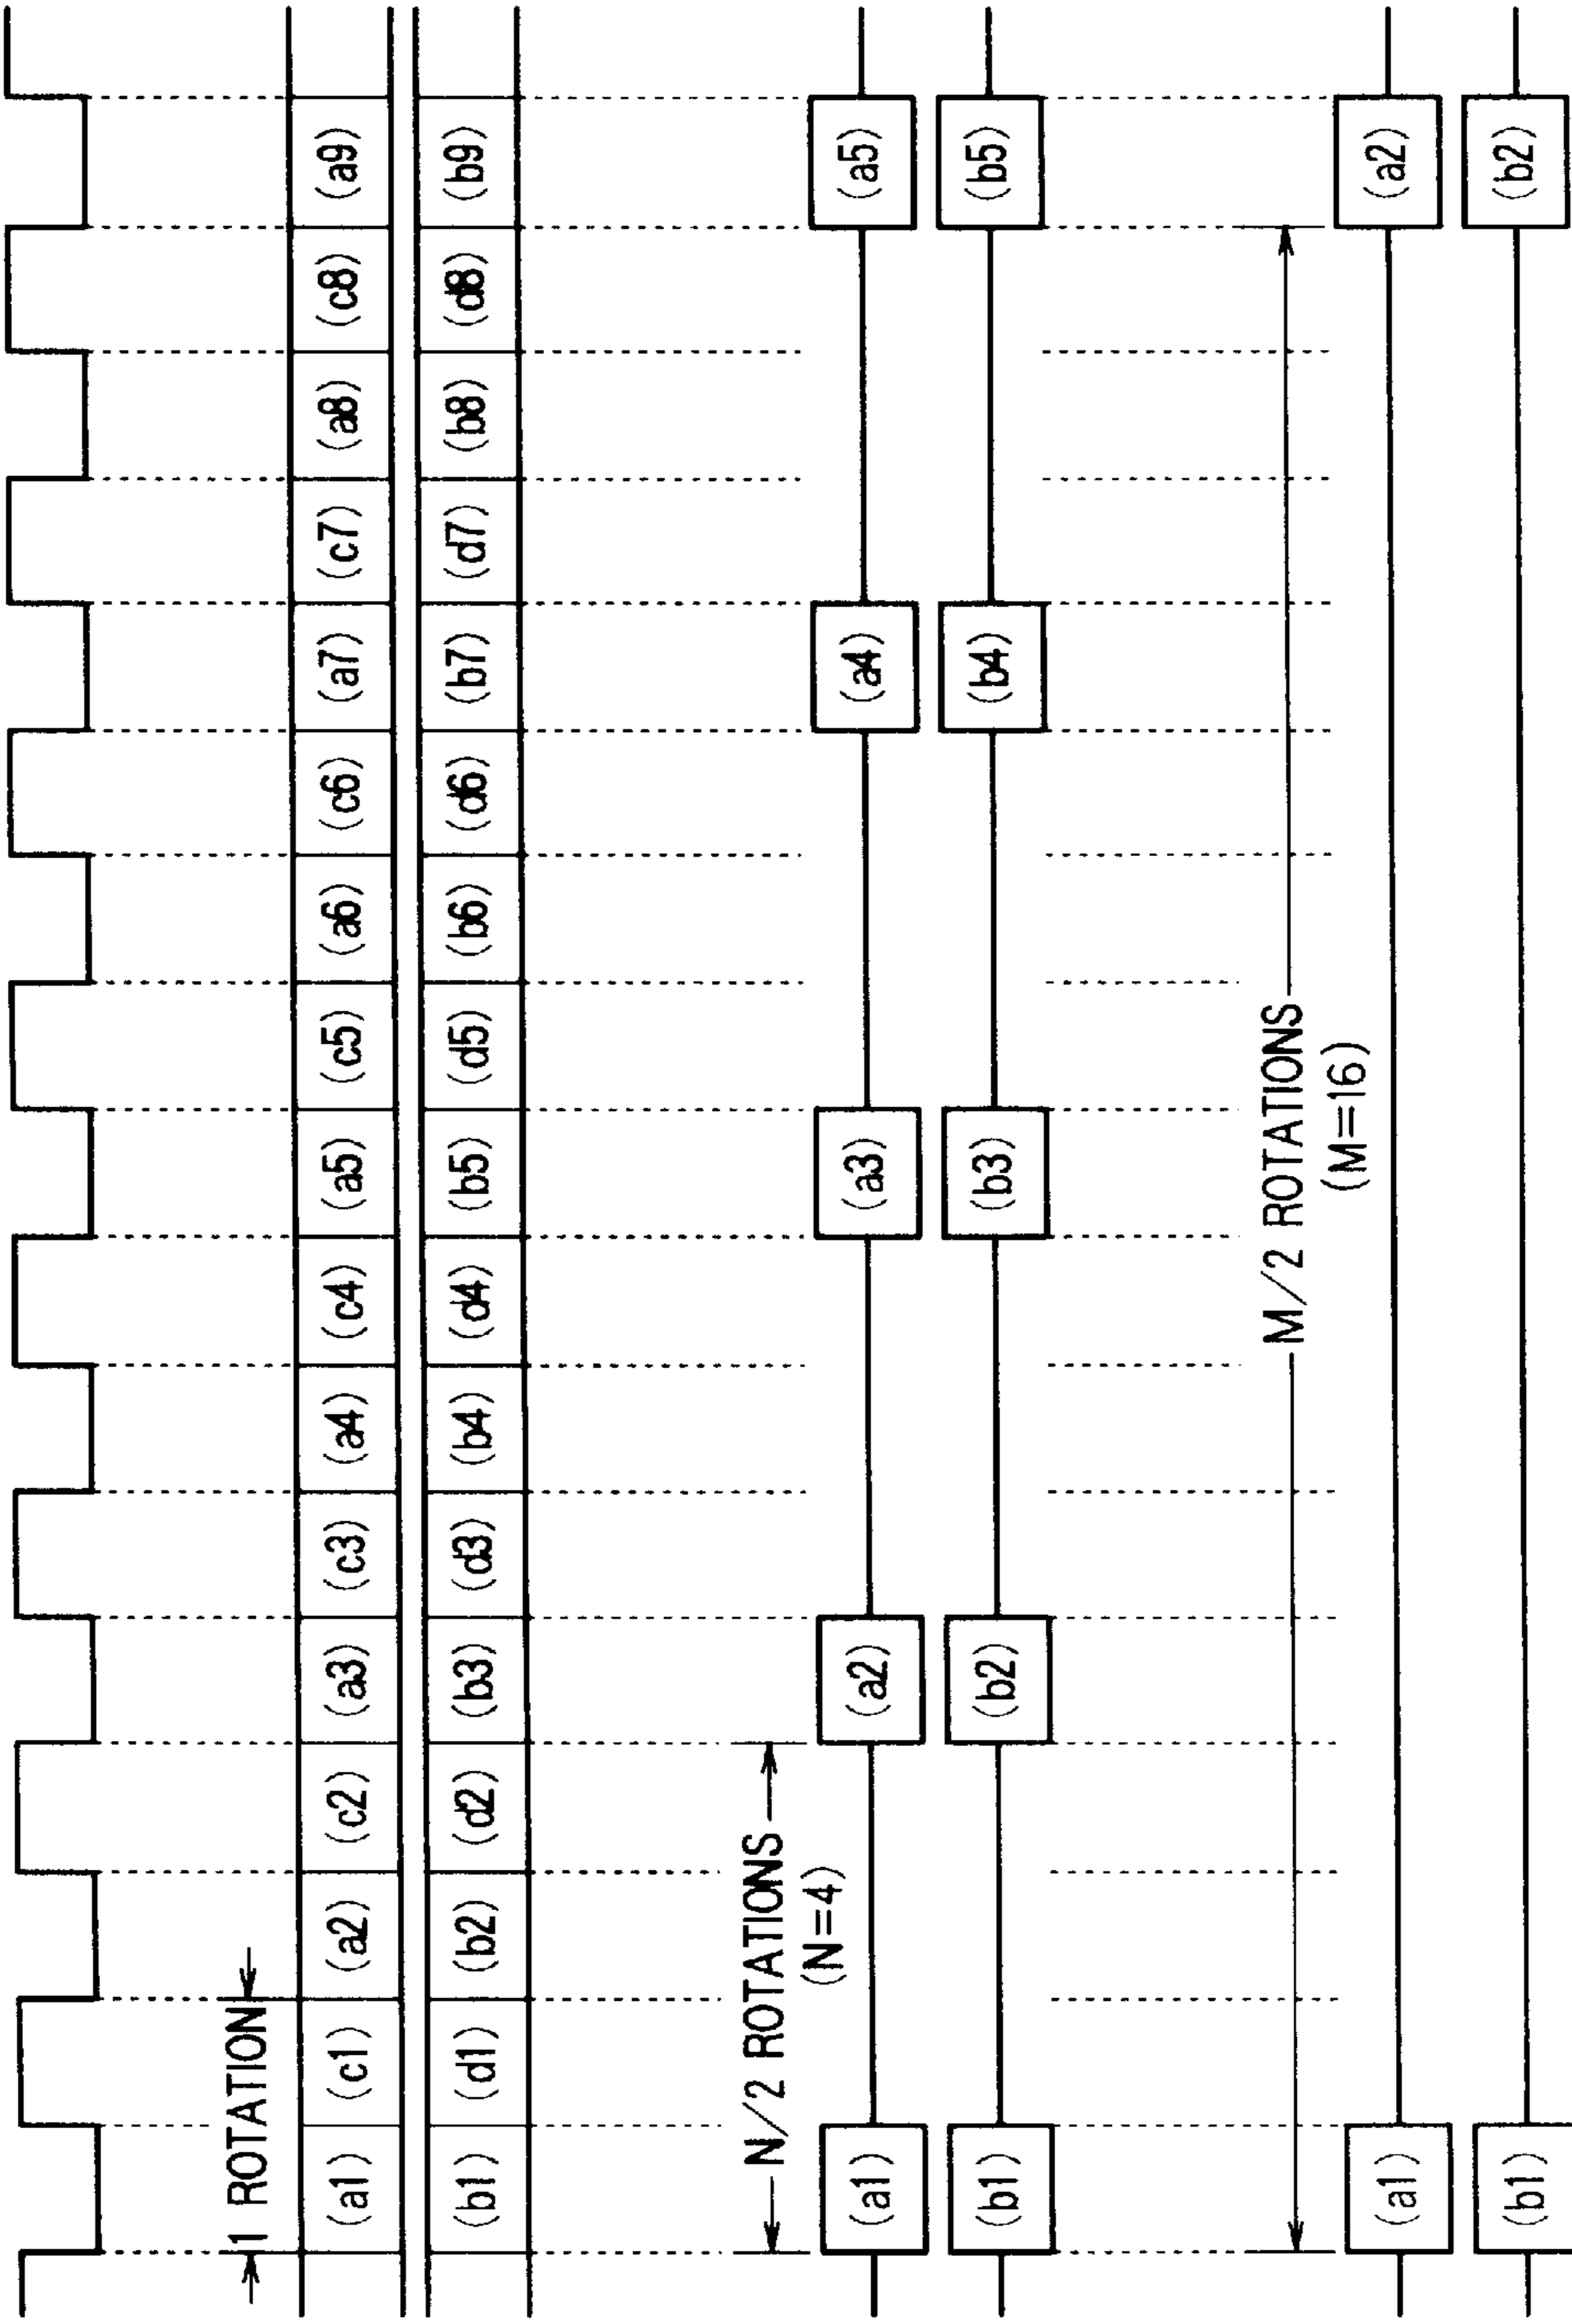 1 ROTATION
(a1) (c1) (a2) (c2) (a3) (c3) (a4) (c4) (a5) (c5) (a6) (c6) (a7) (c7) (a8) (c8) (a9)
(b1) (d1) (b2) (d2) (b3) (d3) (b4) (d4) (b5) (d5) (b6) (d6) (b7) (d7) (b8) (d8) (b9)
N/2 ROTATIONS
(N=4)
(a1) (a2) (a3) (a4) (a5)
(b1) (b2) (b3) (b4) (b5)
M/2 ROTATIONS
(M=16)
(a1) (a2)
(b1) (b2)